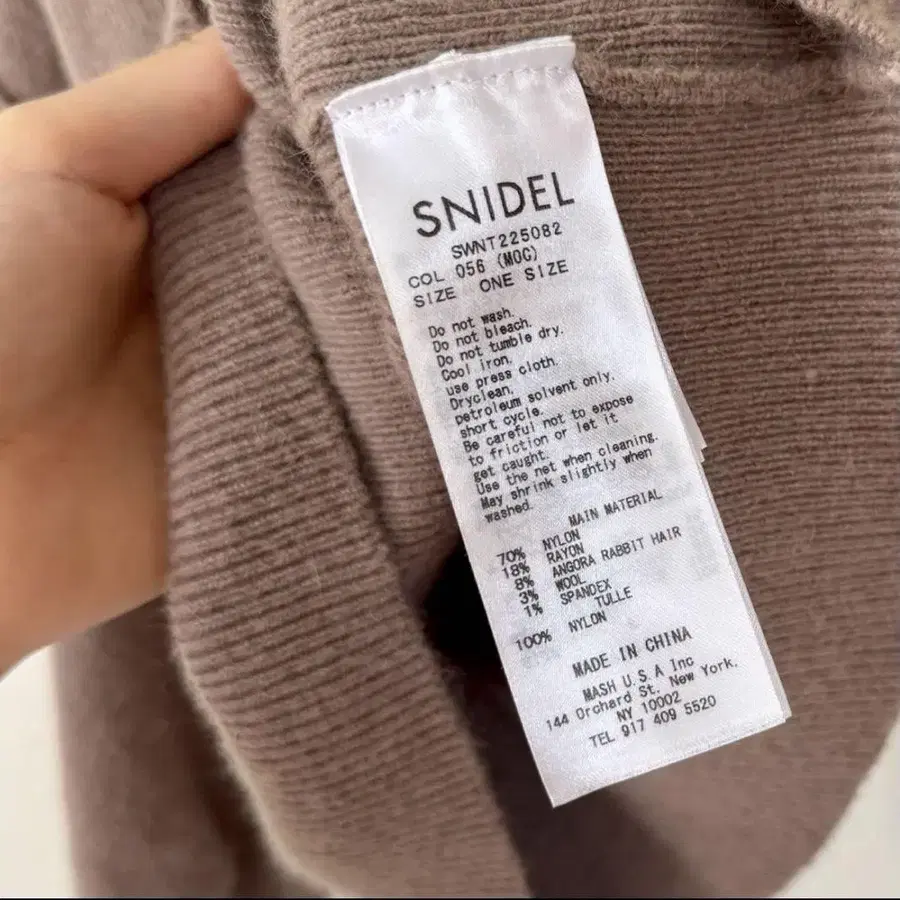 SNIDEL
SWNT225082
COL 056 (MOC)
SIZE ONE SIZE
Do not wash.
Do not bleach.
Do not tumble dry.
Cool iron.
use press cloth.
Dryclean.
petroleum solvent only.
short cycle.
Be careful not to expose
to friction or let it
get caught.
Use the net when cleaning.
May shrink slightly when
washed.
MAIN MATERIAL
70% NYLON
18% RAYON
8% ANGORA RABBIT HAIR
3% WOOL
1% SPANDEX
TULLE
100% NYLON
MADE IN CHINA
MASH U.S.A Inc
144 Orchard St. New York.
NY 10002
TEL 917 409 5520